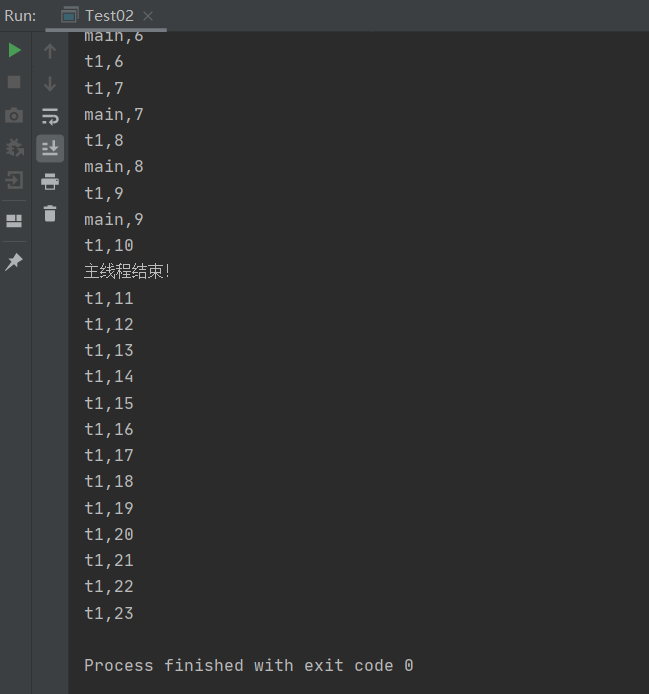 Run: Test02
main,6
t1,6
t1,7
main,7
t1,8
main,8
t1,9
main,9
t1,10
主线程结束!
t1,11
t1,12
t1,13
t1,14
t1,15
t1,16
t1,17
t1,18
t1,19
t1,20
t1,21
t1,22
t1,23
Process finished with exit code 0